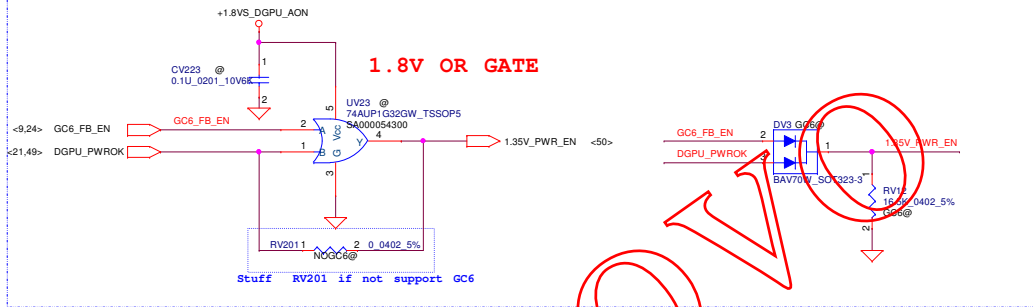 +1.8VS_DGPU_AON
1.8V OR GATE
CV223 @
0.1U_0201_10V6K
1
2
UV23 @
74AUP1G32GW_TSSOP5
SA000054300
5
Vcc
<9,24> GC6_FB_EN
GC6_FB_EN
2
A
<21,49> DGPU_PWROK
1
B
G
Y
4
3
1.35V_PWR_EN <50>
RV201 1
2 0_0402_5%
NOGC6@
Stuff RV201 if not support GC6
DV3 GC6@
GC6_FB_EN
2
DGPU_PWROK
3
1
1.35V_PWR_EN
BAV70W_SOT323-3
1
RV12
16.5K_0402_5%
GC6@
2
O V O